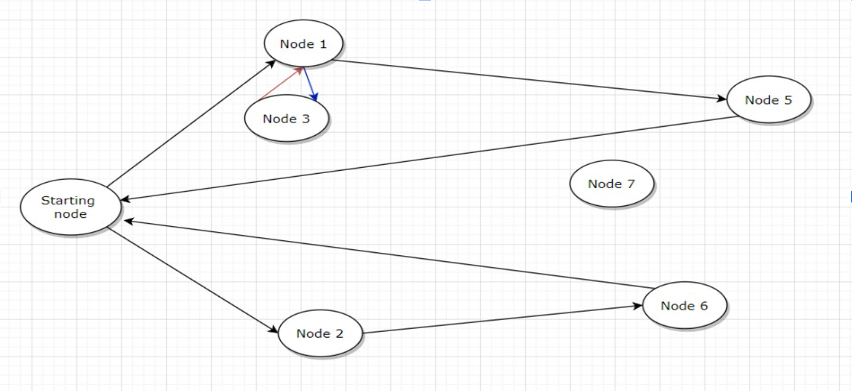 Node 1
Node 3
Node 5
Node 7
Starting
node
Node 6
Node 2